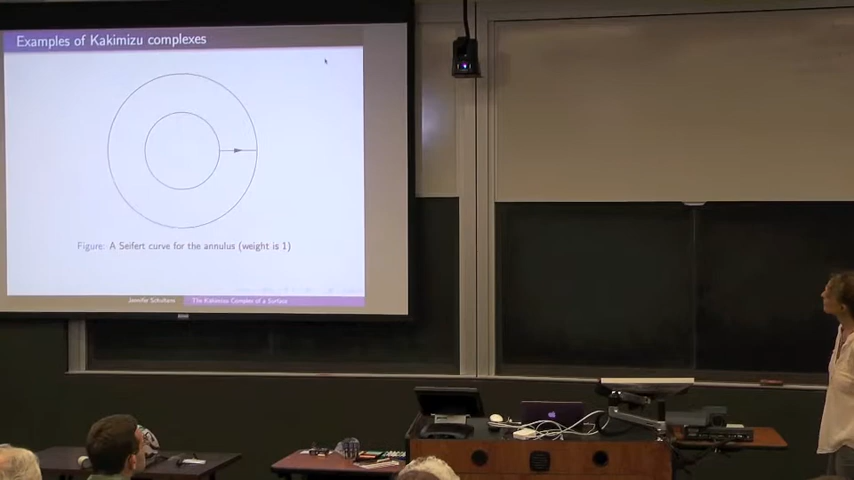 Examples of Kakimizu complexes
Figure: A Seifert curve for the annulus (weight is 1)
Jennifer Schultens
The Kakimizu Complex of a Surface